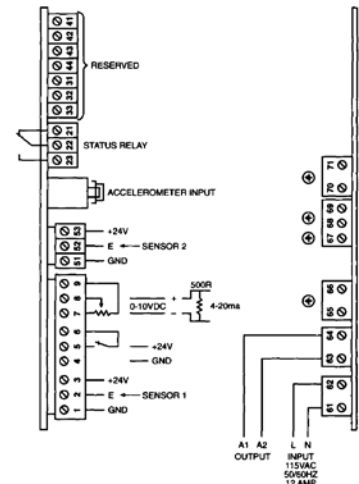 41
42
43
44
31
32
33
RESERVED
21
22
23
STATUS RELAY
ACCELEROMETER INPUT
53 +24V
52 E SENSOR 2
51 GND
9
8
7
0-10VDC + -
500R
4-20ma
6
5 +24V
4 GND
3 +24V
2 E SENSOR 1
1 GND
71
70
69
68
67
66
65
64
63
62
61
A1 A2 L N
OUTPUT INPUT
115VAC
50/60HZ
12 AMP